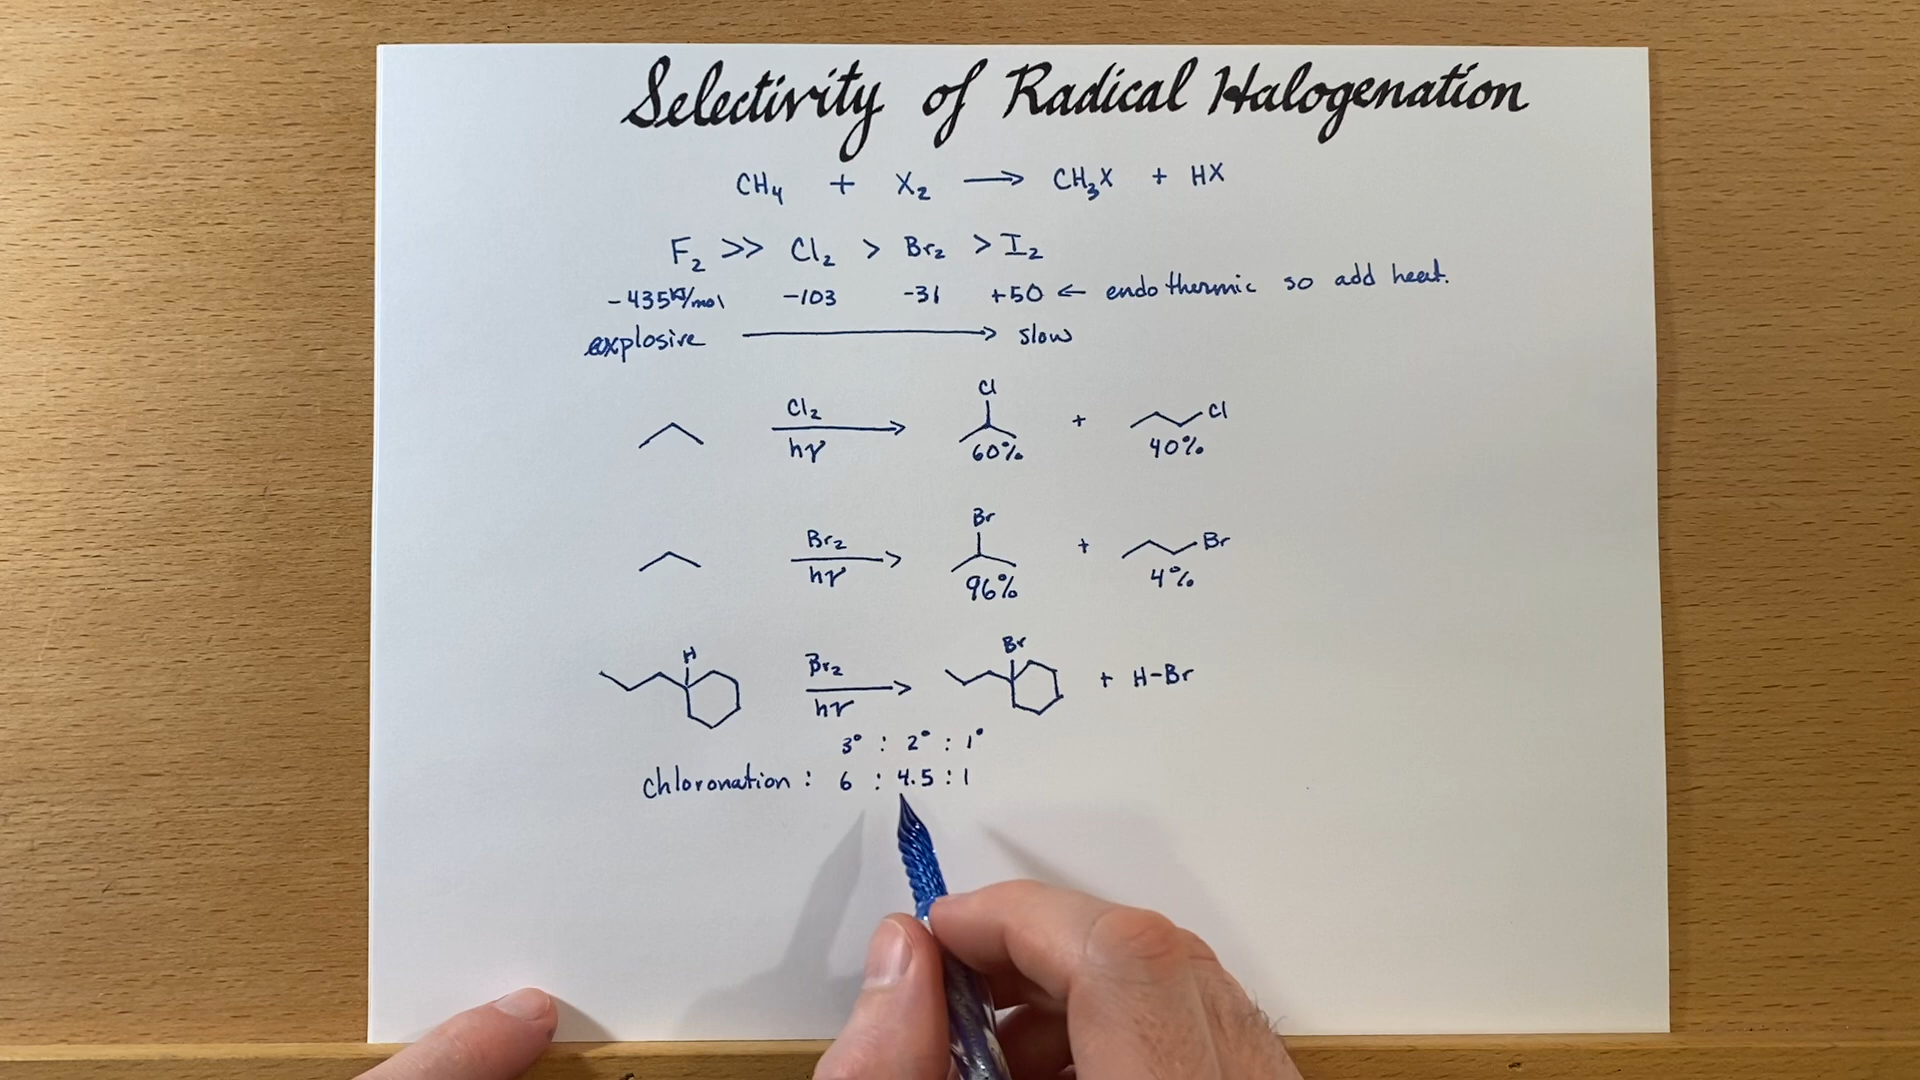 Selectivity of Radical Halogenation
CH₄ + X₂ ⟶ CH₃X + HX
F₂ >> Cl₂ > Br₂ > I₂
-435 kJ/mol -103 -31 +50 ← endothermic so add heat.
explosive ⟶ slow
Cl
Cl₂ + Cl
hν 60% 40%
Br
Br₂ + Br
hν 96% 4%
H Br₂ Br + H-Br
hν
3° : 2° : 1°
chloronation : 6 : 4.5 : 1